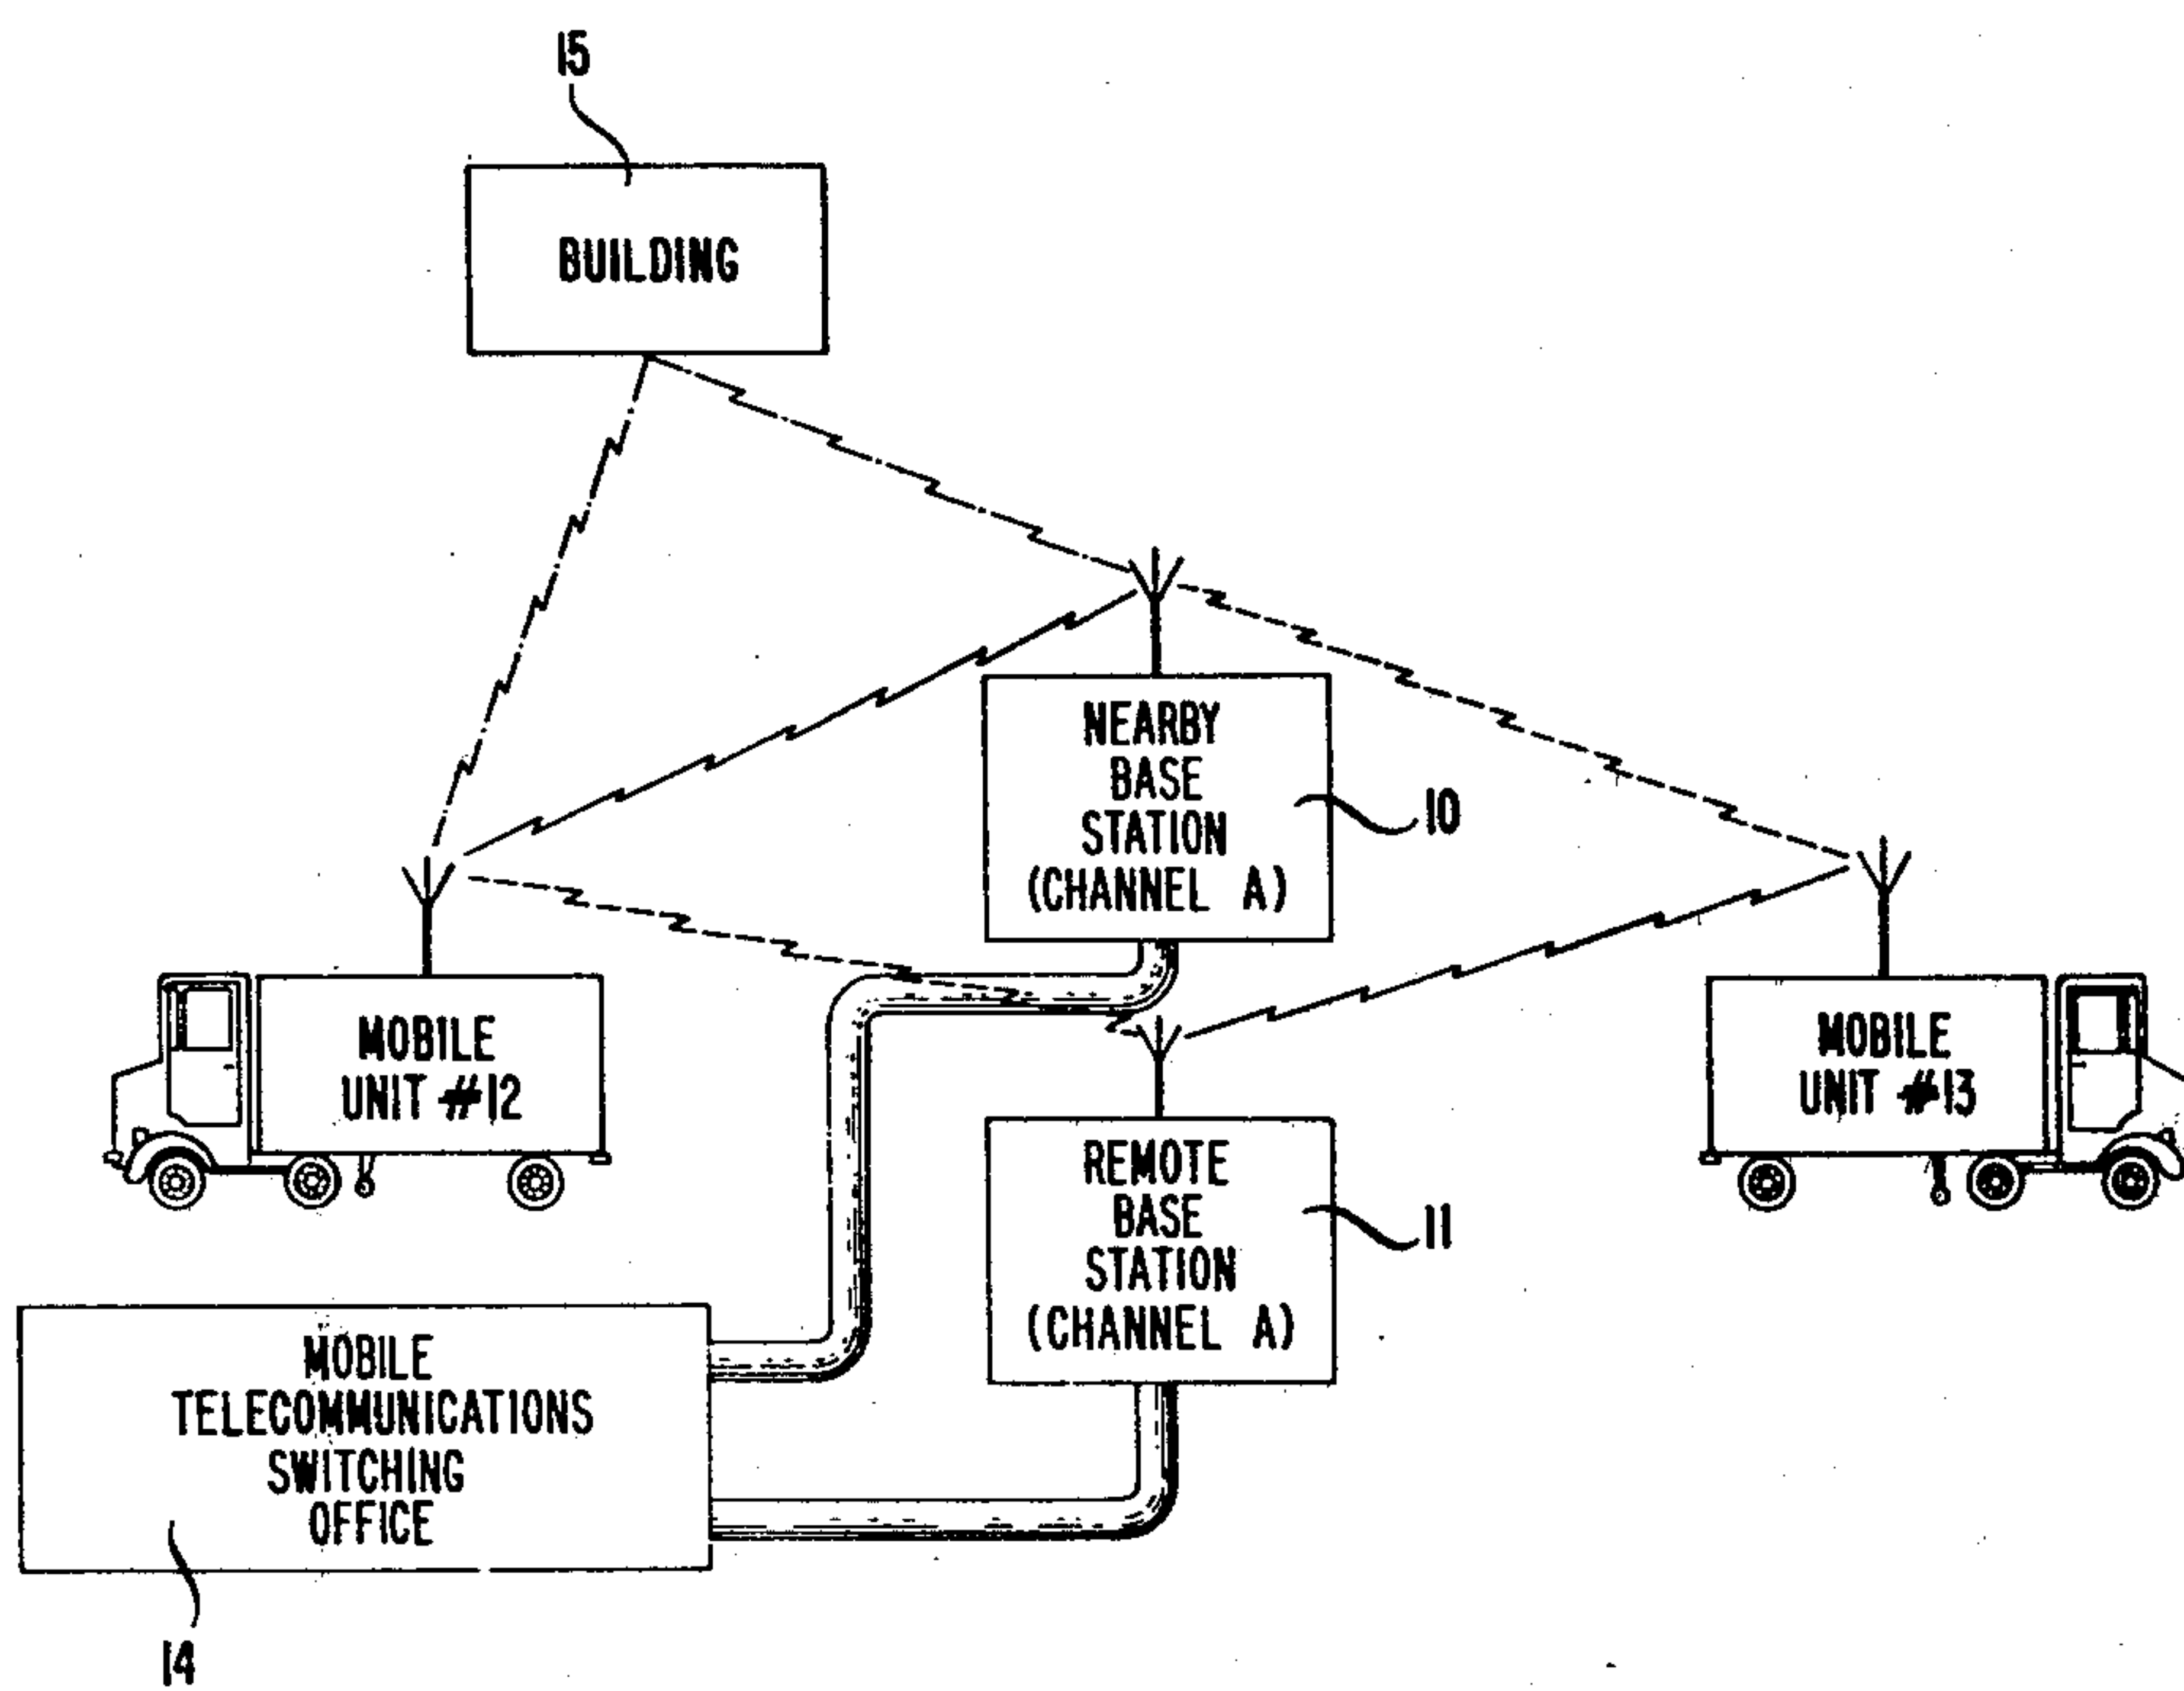 15
BUILDING
NEARBY
BASE
STATION
(CHANNEL A)
10
MOBILE
UNIT #12
MOBILE
UNIT #13
REMOTE
BASE
STATION
(CHANNEL A)
11
MOBILE
TELECOMMUNICATIONS
SWITCHING
OFFICE
14